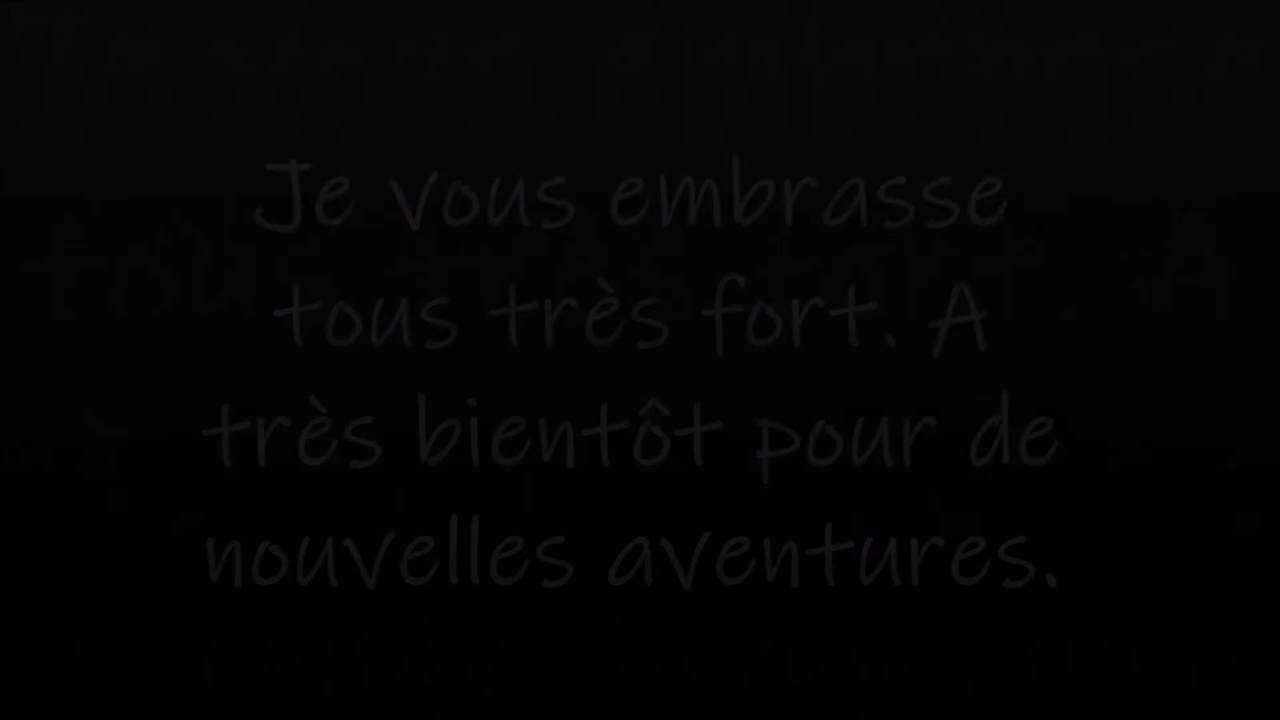 Je vous embrasse
tous très fort. A
très bientôt pour de
nouvelles aventures.